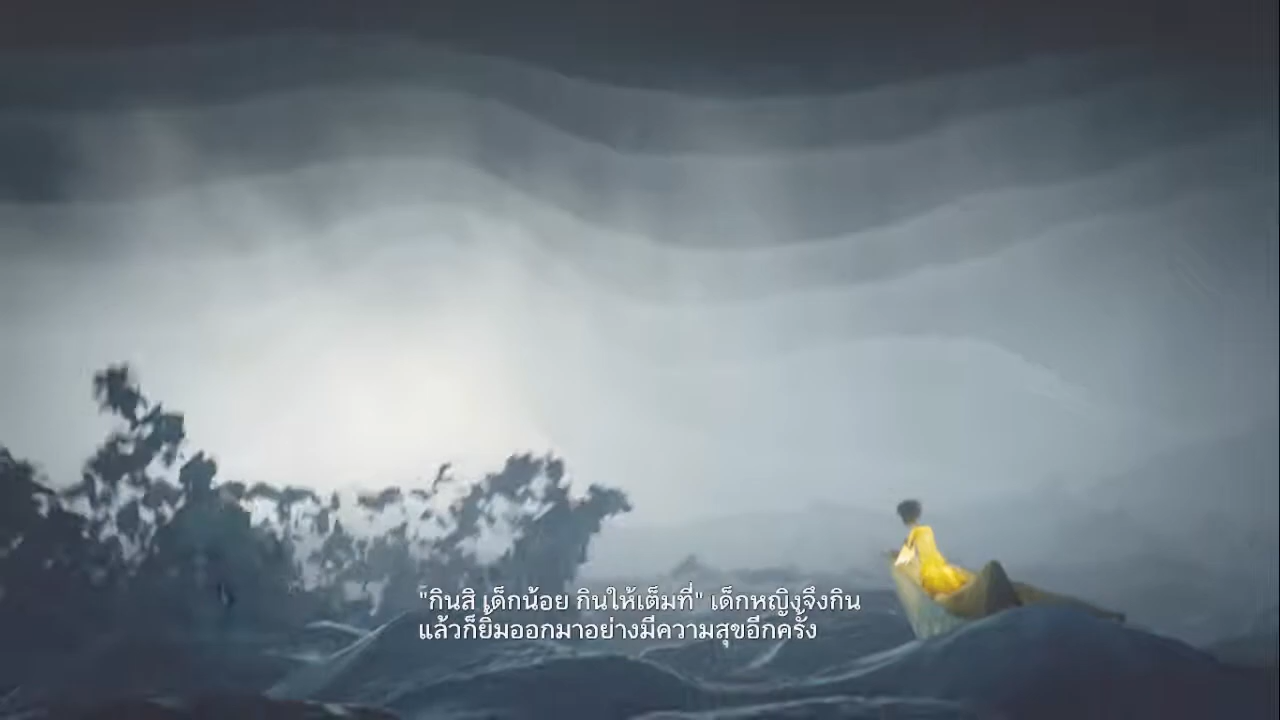 "กินสิ เด็กน้อย กินให้เต็มที่" เด็กหญิงจึงกิน
แล้วก็ยิ้มออกมาอย่างมีความสุขอีกครั้ง